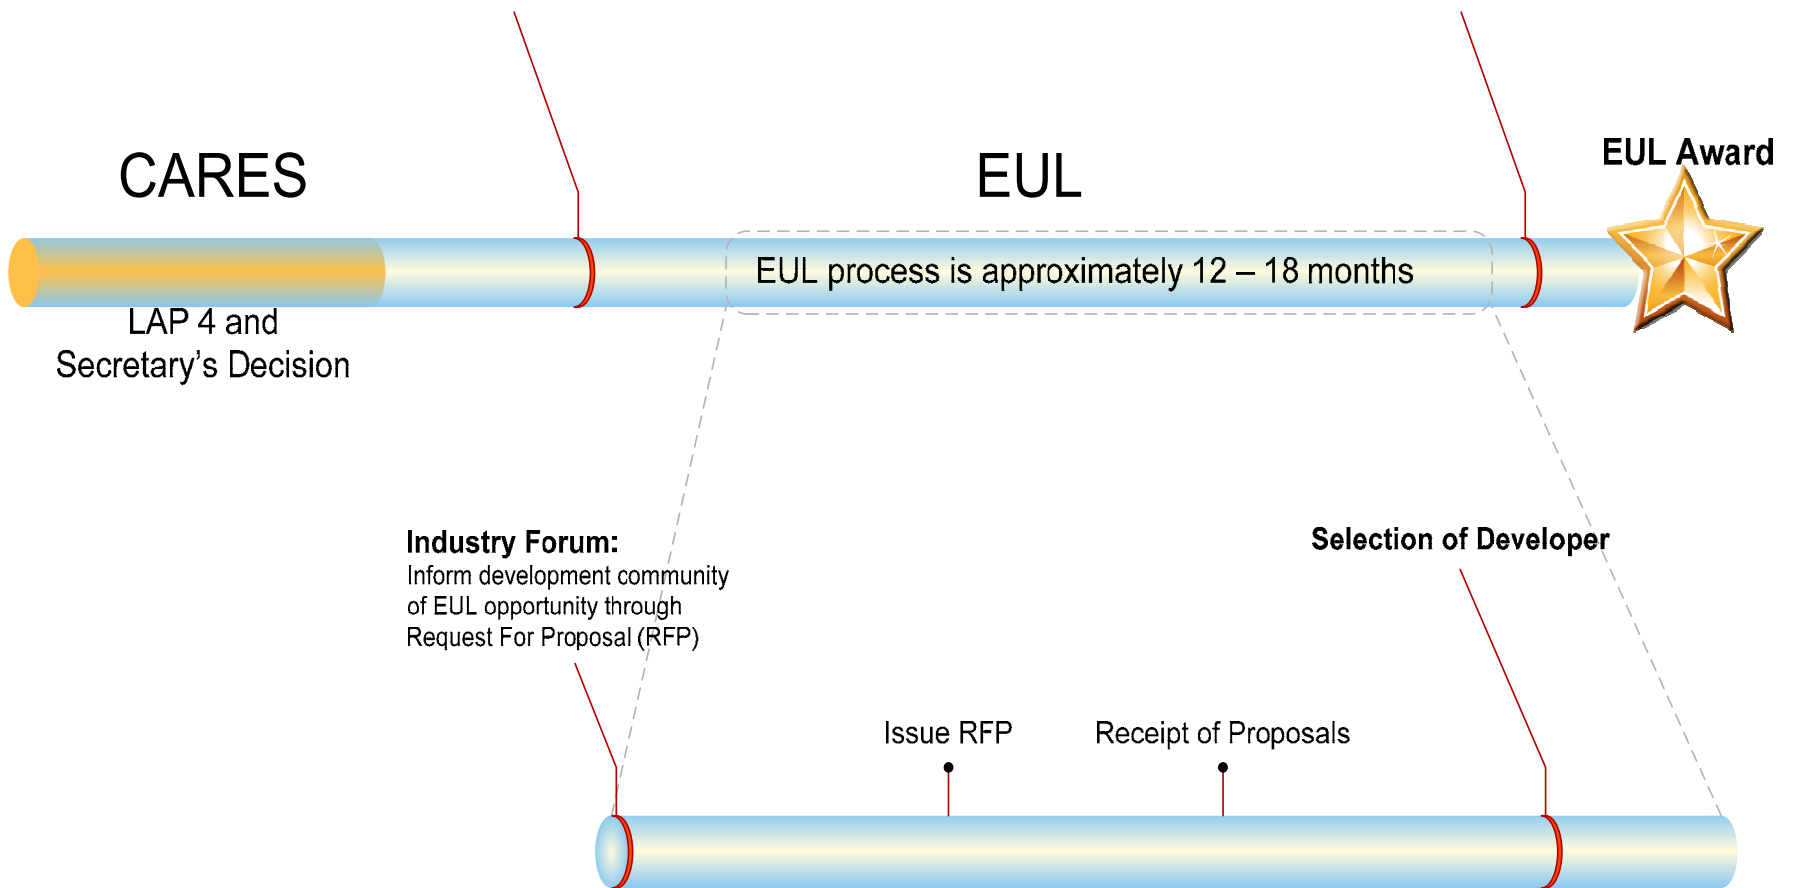 CARES
EUL
EUL Award
EUL process is approximately 12 – 18 months
LAP 4 and
Secretary’s Decision
Industry Forum:
Inform development community
of EUL opportunity through
Request For Proposal (RFP)
Selection of Developer
Issue RFP
Receipt of Proposals